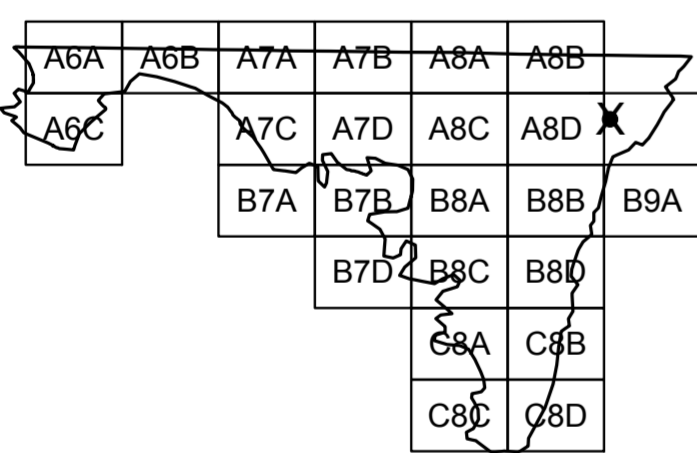 A6A A6B A7A A7B A8A A8B
A6C A7C A7D A8C A8D X
B7A B7B B8A B8B B9A
B7D B8C B8D
C8A C8B
C8C C8D